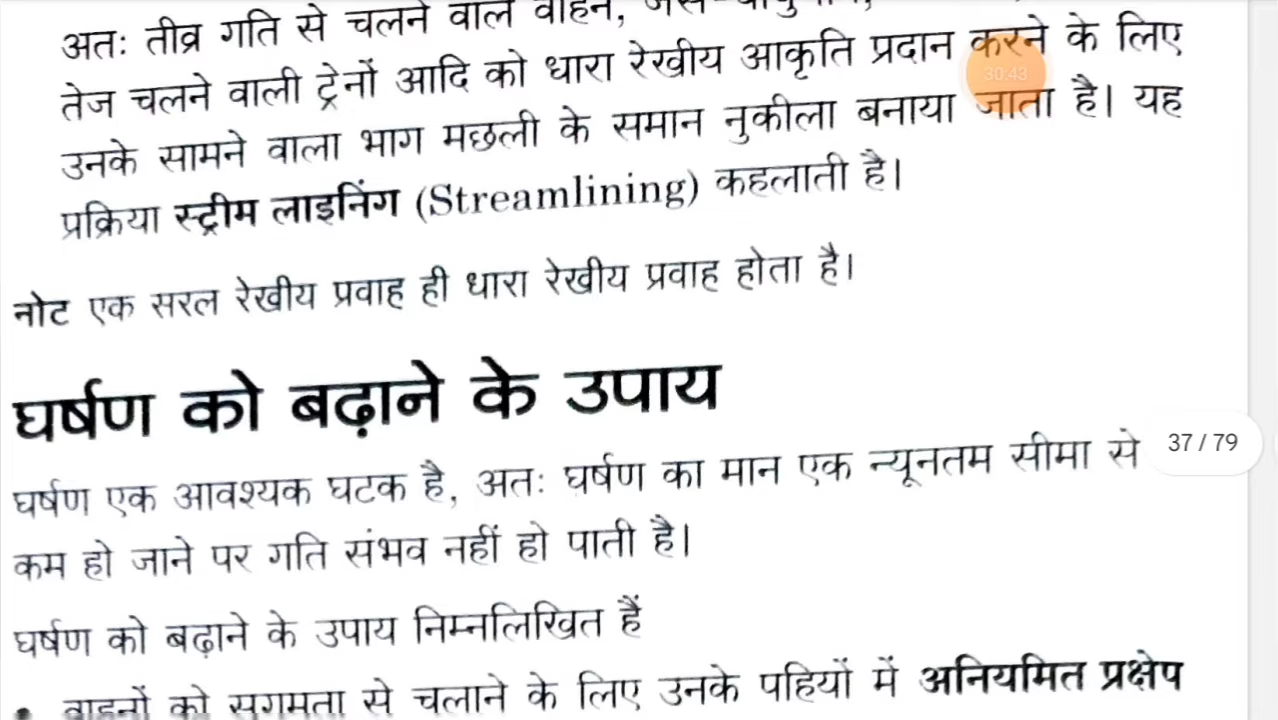 अतः तीव्र गति से चलने वाले वाहन,
तेज चलने वाली ट्रेनों आदि को धारा रेखीय आकृति प्रदान करने के लिए
30:43
उनके सामने वाला भाग मछली के समान नुकीला बनाया जाता है। यह
प्रक्रिया स्ट्रीम लाइनिंग (Streamlining) कहलाती है।
नोट एक सरल रेखीय प्रवाह ही धारा रेखीय प्रवाह होता है।
घर्षण को बढ़ाने के उपाय
37 / 79
घर्षण एक आवश्यक घटक है, अतः घर्षण का मान एक न्यूनतम सीमा से
कम हो जाने पर गति संभव नहीं हो पाती है।
घर्षण को बढ़ाने के उपाय निम्नलिखित हैं
• वाहनों को सुगमता से चलाने के लिए उनके पहियों में अनियमित प्रक्षेप